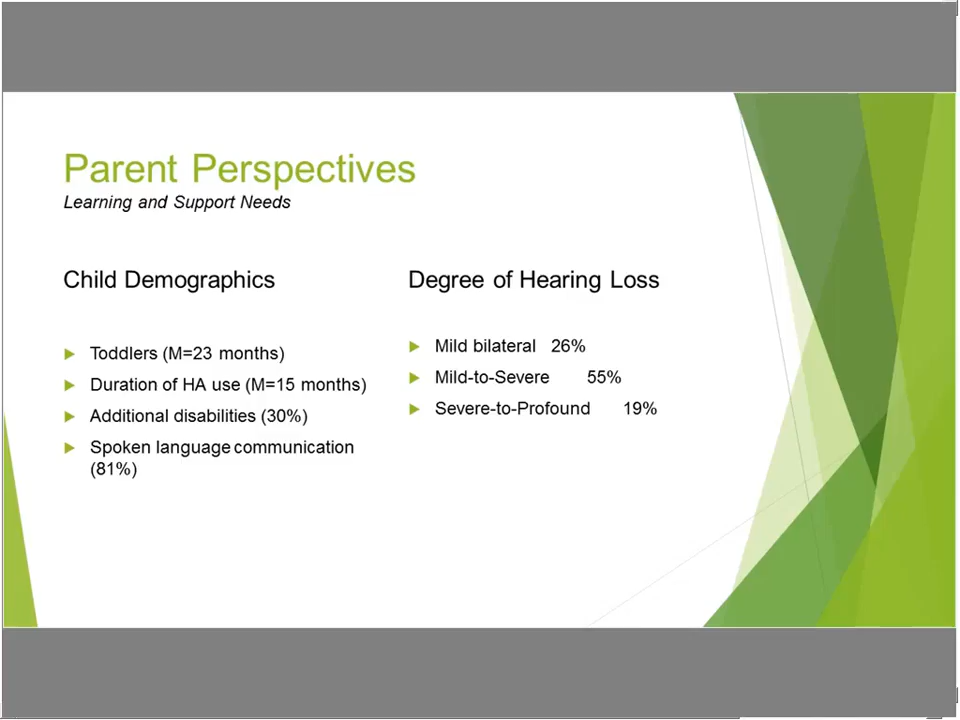 Parent Perspectives
Learning and Support Needs
Child Demographics
Toddlers (M=23 months)
Duration of HA use (M=15 months)
Additional disabilities (30%)
Spoken language communication
(81%)
Degree of Hearing Loss
Mild bilateral 26%
Mild-to-Severe 55%
Severe-to-Profound 19%